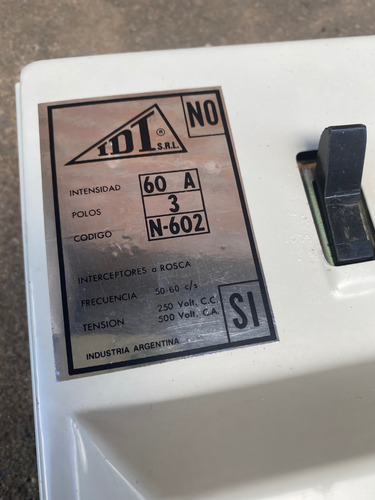 NO
IDT ®
S.R.L.
INTENSIDAD 60 A
POLOS 3
CODIGO N-602
INTERCEPTORES a ROSCA
FRECUENCIA 50-60 c/s
TENSION 250 Volt. C.C.
500 Volt. C.A.
SI
INDUSTRIA ARGENTINA